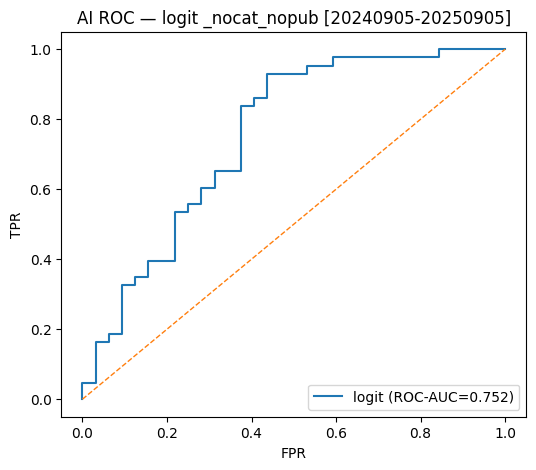 AI ROC — logit _nocat_nopub [20240905-20250905]
1.0
0.8
0.6
0.4
0.2
0.0
TPR
logit (ROC-AUC=0.752)
0.0 0.2 0.4 0.6 0.8 1.0
FPR